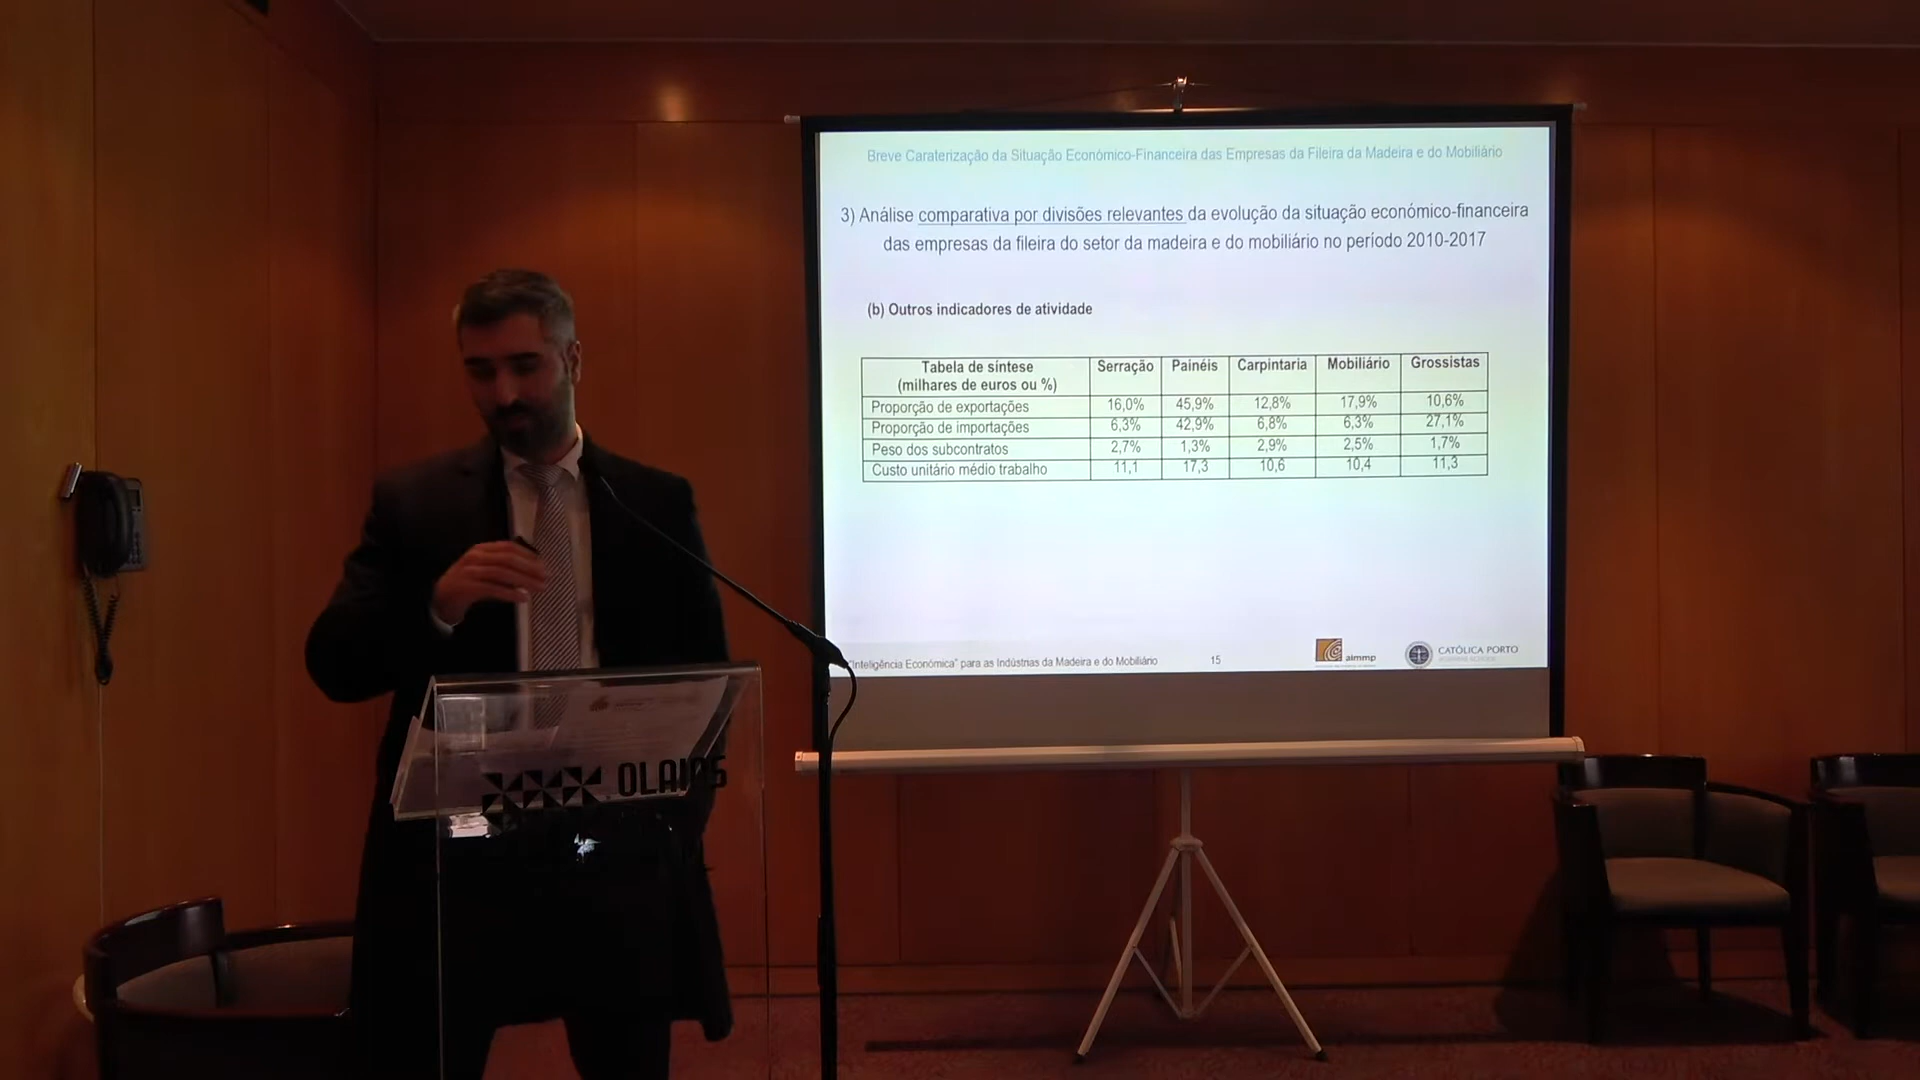 Breve Caraterização da Situação Económico-Financeira das Empresas da Fileira da Madeira e do Mobiliário
3) Análise comparativa por divisões relevantes da evolução da situação económico-financeira
das empresas da fileira do setor da madeira e do mobiliário no período 2010-2017
(b) Outros indicadores de atividade
Tabela de síntese (milhares de euros ou %) Serração Painéis Carpintaria Mobiliário Grossistas
Proporção de exportações 16,0% 45,9% 12,8% 17,9% 10,6%
Proporção de importações 6,3% 42,9% 6,8% 6,3% 27,1%
Peso dos subcontratos 2,7% 1,3% 2,9% 2,5% 1,7%
Custo unitário médio trabalho 11,1 17,3 10,6 10,4 11,3
"Inteligência Económica" para as Indústrias da Madeira e do Mobiliário 15 aimmp CATÓLICA PORTO
OLAIAS